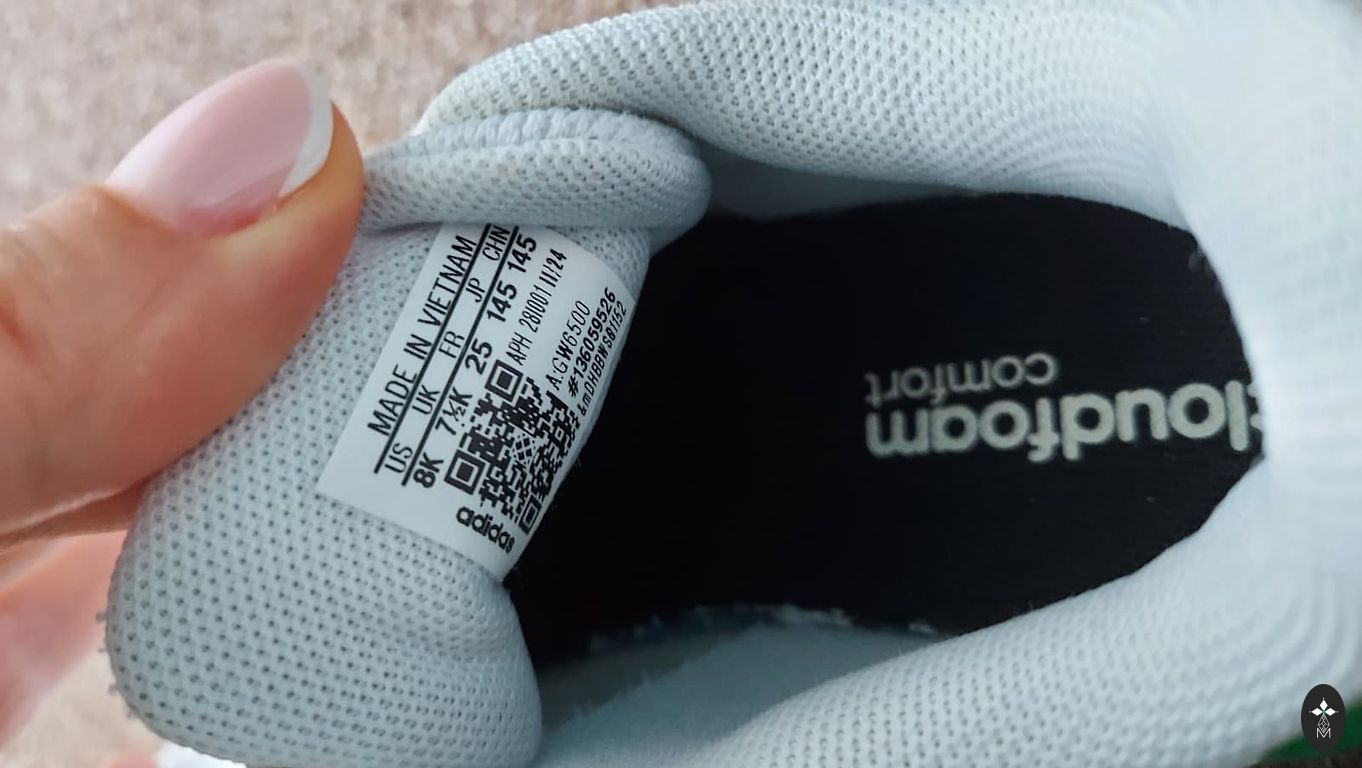 MADE IN VIETNAM
US UK FR JP CHN
8K 7½K 25 145 145
APH 281001 11/24
A.GW6500
#136059526
adidas
cloudfoam
comfort
M